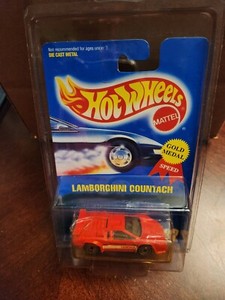 Not recommended for ages under 3
DIE CAST METAL
HOT WHEELS
MATTEL
GOLD
MEDAL
SPEED
LAMBORGHINI COUNTACH